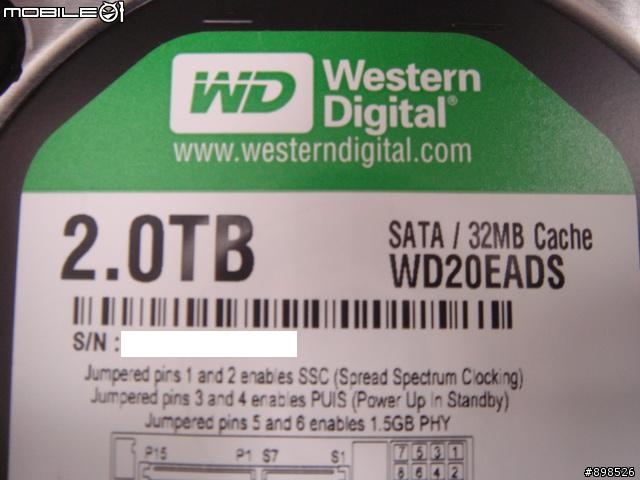 MOBILE01
WD
Western
Digital®
www.westerndigital.com
2.0TB
SATA / 32MB Cache
WD20EADS
S/N :
Jumpered pins 1 and 2 enables SSC (Spread Spectrum Clocking)
Jumpered pins 3 and 4 enables PUIS (Power Up In Standby)
Jumpered pins 5 and 6 enables 1.5GB PHY
P15 P1 S7 S1
7 5 3 1
8 6 4 2
#898526